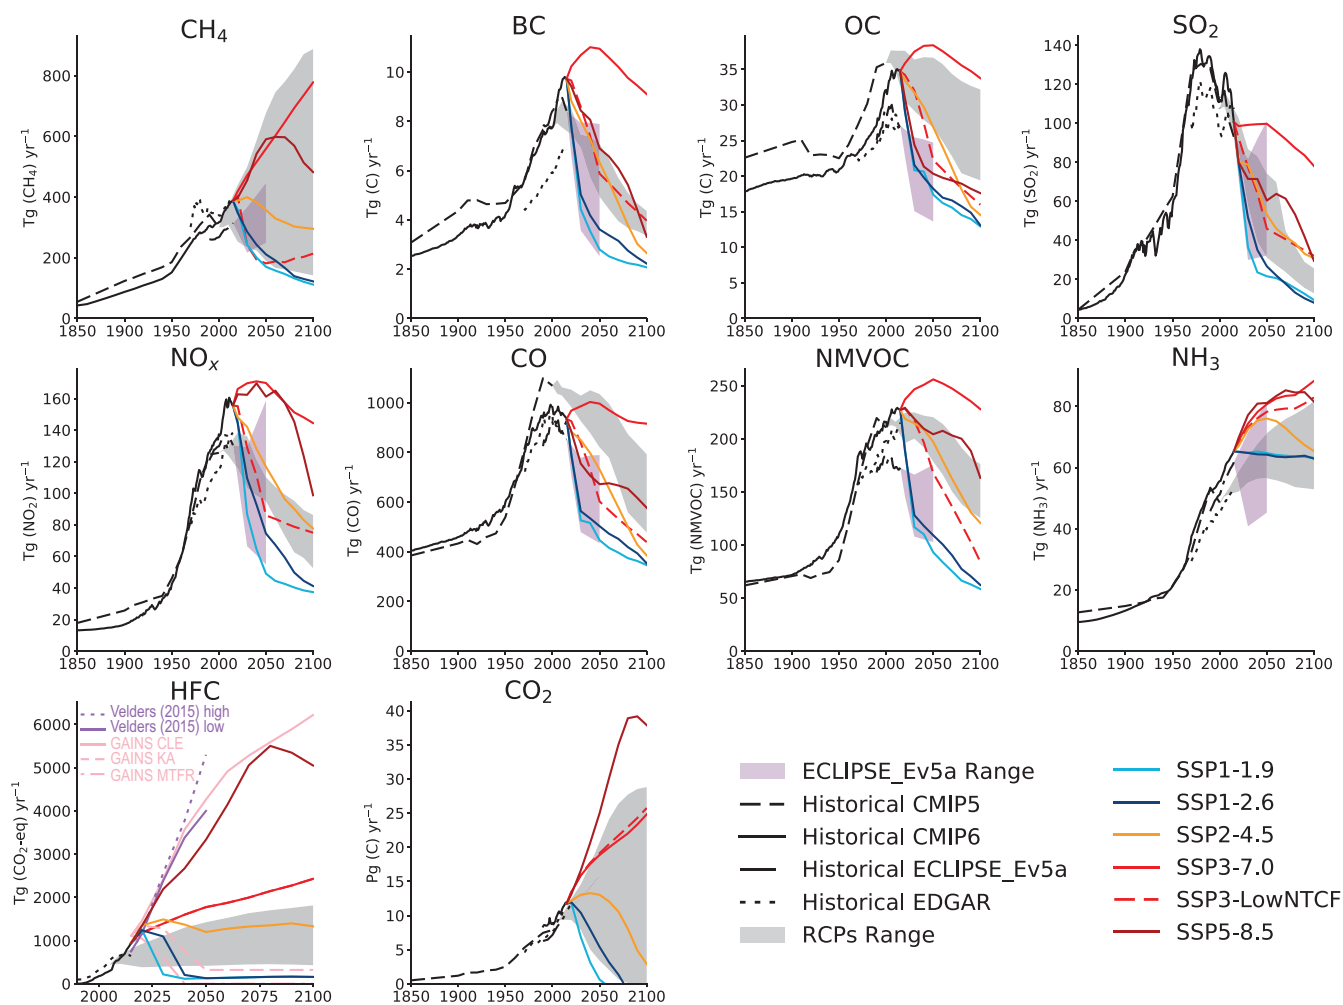 CH₄
BC
OC
SO₂
Tg (CH₄) yr⁻¹
0
200
400
600
800
1850 1900 1950 2000 2050 2100
Tg (C) yr⁻¹
0
2
4
6
8
10
1850 1900 1950 2000 2050 2100
Tg (C) yr⁻¹
0
5
10
15
20
25
30
35
1850 1900 1950 2000 2050 2100
Tg (SO₂) yr⁻¹
0
20
40
60
80
100
120
140
1850 1900 1950 2000 2050 2100
NOₓ
CO
NMVOC
NH₃
Tg (NO₂) yr⁻¹
0
20
40
60
80
100
120
140
160
1850 1900 1950 2000 2050 2100
Tg (CO) yr⁻¹
0
200
400
600
800
1000
1850 1900 1950 2000 2050 2100
Tg (NMVOC) yr⁻¹
0
50
100
150
200
250
1850 1900 1950 2000 2050 2100
Tg (NH₃) yr⁻¹
0
20
40
60
80
1850 1900 1950 2000 2050 2100
HFC
CO₂
Tg (CO₂-eq) yr⁻¹
0
1000
2000
3000
4000
5000
6000
2000 2025 2050 2075 2100
Velders (2015) high
Velders (2015) low
GAINS CLE
GAINS KA
GAINS MTFR
Pg (C) yr⁻¹
0
5
10
15
20
25
30
35
40
1850 1900 1950 2000 2050 2100
ECLIPSE_Ev5a Range
Historical CMIP5
Historical CMIP6
Historical ECLIPSE_Ev5a
Historical EDGAR
RCPs Range
SSP1-1.9
SSP1-2.6
SSP2-4.5
SSP3-7.0
SSP3-LowNTCF
SSP5-8.5